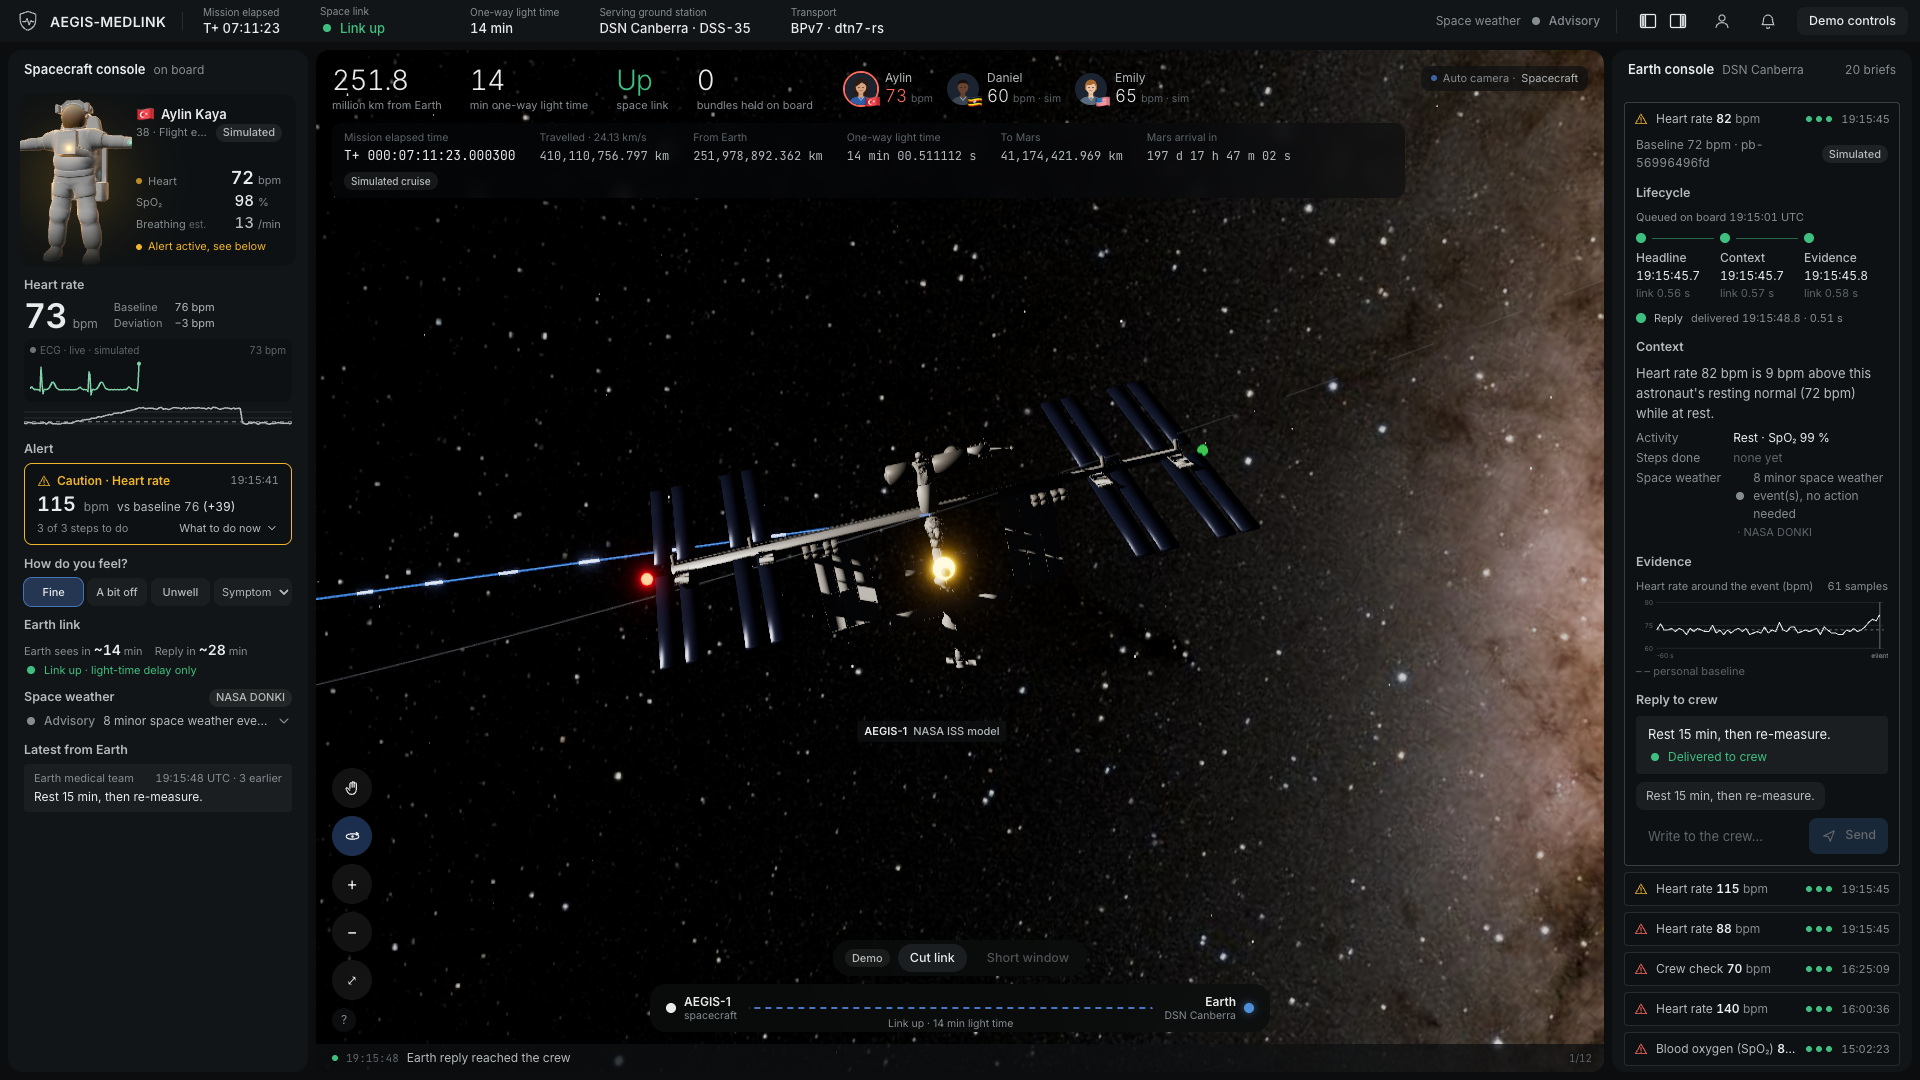 AEGIS-MEDLINK
Mission elapsed
T+ 07:11:23
Space link
Link up
One-way light time
14 min
Serving ground station
DSN Canberra · DSS-35
Transport
BPv7 · dtn7-rs
Space weather
Advisory
Demo controls
Spacecraft console on board
Aylin Kaya
38 · Flight e...
Simulated
Heart 72 bpm
SpO₂ 98 %
Breathing est. 13 /min
Alert active, see below
Heart rate
73 bpm
Baseline 76 bpm
Deviation −3 bpm
ECG · live · simulated 73 bpm
Alert
Caution · Heart rate 19:15:41
115 bpm vs baseline 76 (+39)
3 of 3 steps to do What to do now
How do you feel?
Fine
A bit off
Unwell
Symptom
Earth link
Earth sees in ~14 min Reply in ~28 min
Link up · light-time delay only
Space weather NASA DONKI
Advisory 8 minor space weather eve...
Latest from Earth
Earth medical team 19:15:48 UTC · 3 earlier
Rest 15 min, then re-measure.
251.8
million km from Earth
14
min one-way light time
Up
space link
0
bundles held on board
Aylin
73 bpm
Daniel
60 bpm · sim
Emily
65 bpm · sim
Auto camera · Spacecraft
Mission elapsed time
T+ 000:07:11:23.000300
Travelled · 24.13 km/s
410,110,756.797 km
From Earth
251,978,892.362 km
One-way light time
14 min 00.511112 s
To Mars
41,174,421.969 km
Mars arrival in
197 d 17 h 47 m 02 s
Simulated cruise
AEGIS-1 NASA ISS model
+
−
?
Demo
Cut link
Short window
AEGIS-1
spacecraft
Link up · 14 min light time
Earth
DSN Canberra
19:15:48 Earth reply reached the crew
1/12
Earth console DSN Canberra 20 briefs
Heart rate 82 bpm 19:15:45
Baseline 72 bpm · pb-
56996496fd
Simulated
Lifecycle
Queued on board 19:15:01 UTC
Headline
19:15:45.7
link 0.56 s
Context
19:15:45.7
link 0.57 s
Evidence
19:15:45.8
link 0.58 s
Reply delivered 19:15:48.8 · 0.51 s
Context
Heart rate 82 bpm is 9 bpm above this
astronaut's resting normal (72 bpm)
while at rest.
Activity Rest · SpO₂ 99 %
Steps done none yet
Space weather 8 minor space weather
event(s), no action
needed
· NASA DONKI
Evidence
Heart rate around the event (bpm) 61 samples
90
75
60
-60 s
event
-- personal baseline
Reply to crew
Rest 15 min, then re-measure.
Delivered to crew
Rest 15 min, then re-measure.
Write to the crew...
Send
Heart rate 115 bpm 19:15:45
Heart rate 88 bpm 19:15:45
Crew check 70 bpm 16:25:09
Heart rate 140 bpm 16:00:36
Blood oxygen (SpO₂) 8... 15:02:23